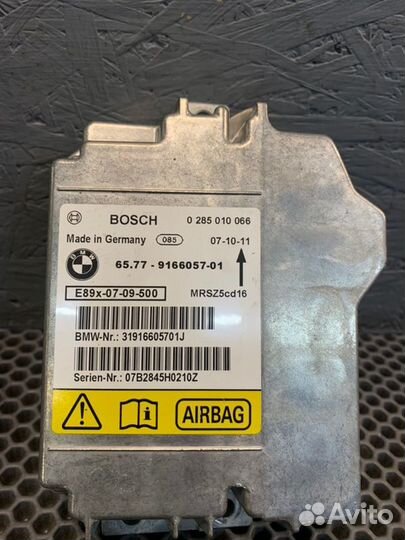 BOSCH 0 285 010 066
Made in Germany 085 07-10-11
BMW
65.77 - 9166057-01
E89x-07-09-500 MRSZ5cd16
BMW-Nr.: 31916605701J
Serien-Nr.: 07B2845H0210Z
AIRBAG
Avito